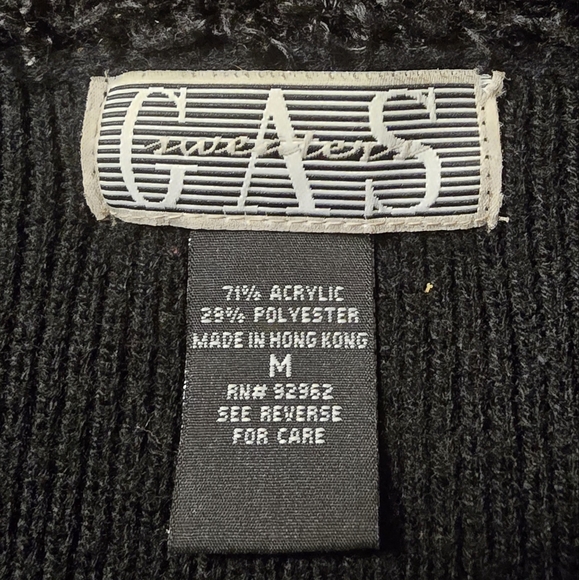 GAS
sweaters
71% ACRYLIC
29% POLYESTER
MADE IN HONG KONG
M
RN# 92962
SEE REVERSE
FOR CARE